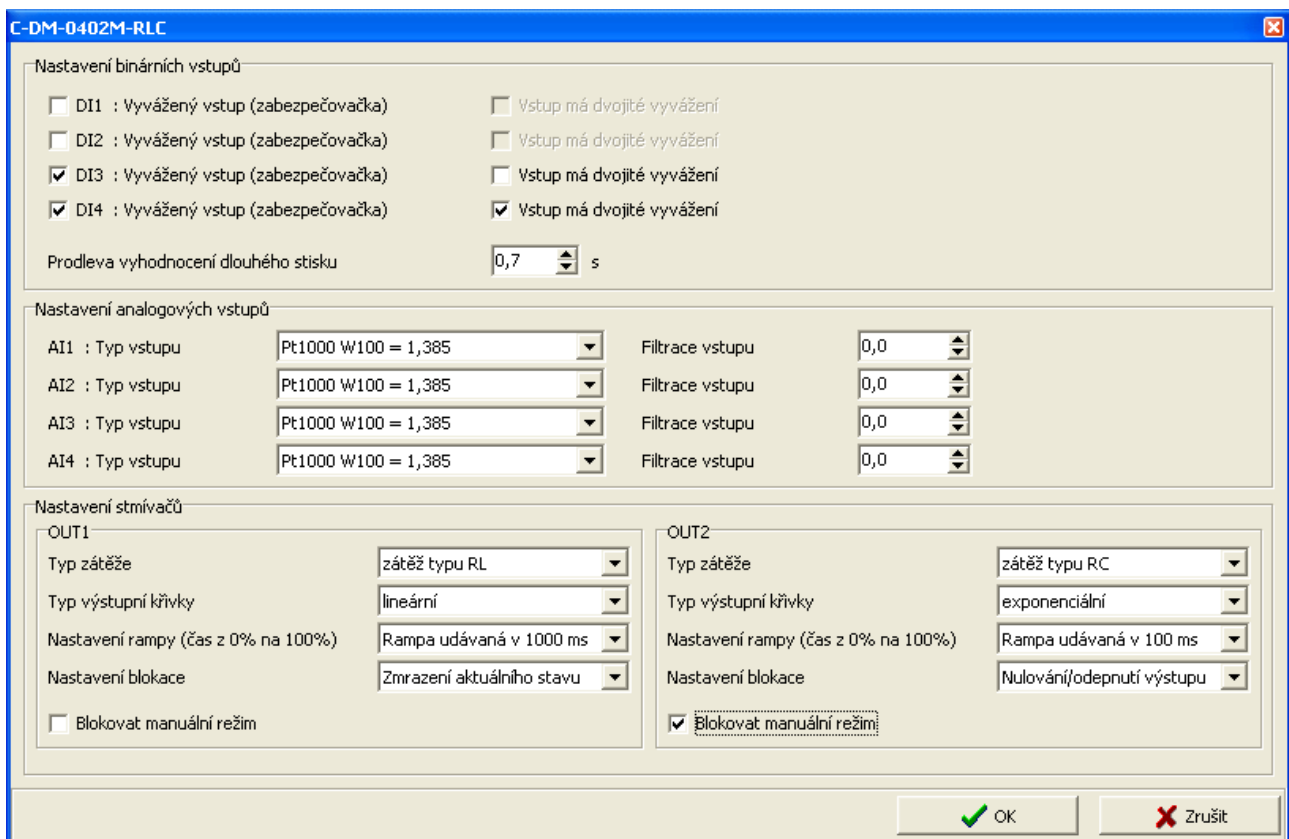 C-DM-0402M-RLC
Nastavení binárních vstupů
DI1 : Vyvážený vstup (zabezpečovačka) Vstup má dvojité vyvážení
DI2 : Vyvážený vstup (zabezpečovačka) Vstup má dvojité vyvážení
DI3 : Vyvážený vstup (zabezpečovačka) Vstup má dvojité vyvážení
DI4 : Vyvážený vstup (zabezpečovačka) Vstup má dvojité vyvážení
Prodleva vyhodnocení dlouhého stisku 0,7 s
Nastavení analogových vstupů
AI1 : Typ vstupu Pt1000 W100 = 1,385 Filtrace vstupu 0,0
AI2 : Typ vstupu Pt1000 W100 = 1,385 Filtrace vstupu 0,0
AI3 : Typ vstupu Pt1000 W100 = 1,385 Filtrace vstupu 0,0
AI4 : Typ vstupu Pt1000 W100 = 1,385 Filtrace vstupu 0,0
Nastavení stmívačů
OUT1
Typ zátěže zátěž typu RL
Typ výstupní křivky lineární
Nastavení rampy (čas z 0% na 100%) Rampa udávaná v 1000 ms
Nastavení blokace Zmrazení aktuálního stavu
Blokovat manuální režim
OUT2
Typ zátěže zátěž typu RC
Typ výstupní křivky exponenciální
Nastavení rampy (čas z 0% na 100%) Rampa udávaná v 100 ms
Nastavení blokace Nulování/odepnutí výstupu
Blokovat manuální režim
OK Zrušit